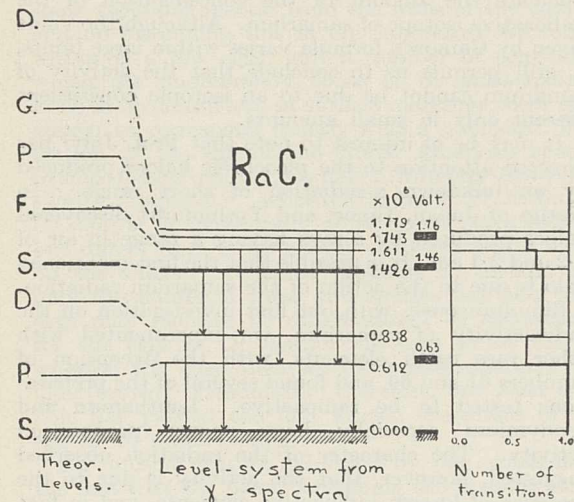 D.
G.
P.
F.
S.
D.
P.
S.
RaC'.
×10⁶ Volt.
1.779
1.76
1.743
1.611
1.46
1.426
0.838
0.63
0.612
0.000
0.0
0.5
1.0
Theor. Levels.
Level-system from
γ - spectra
Number of
transitions